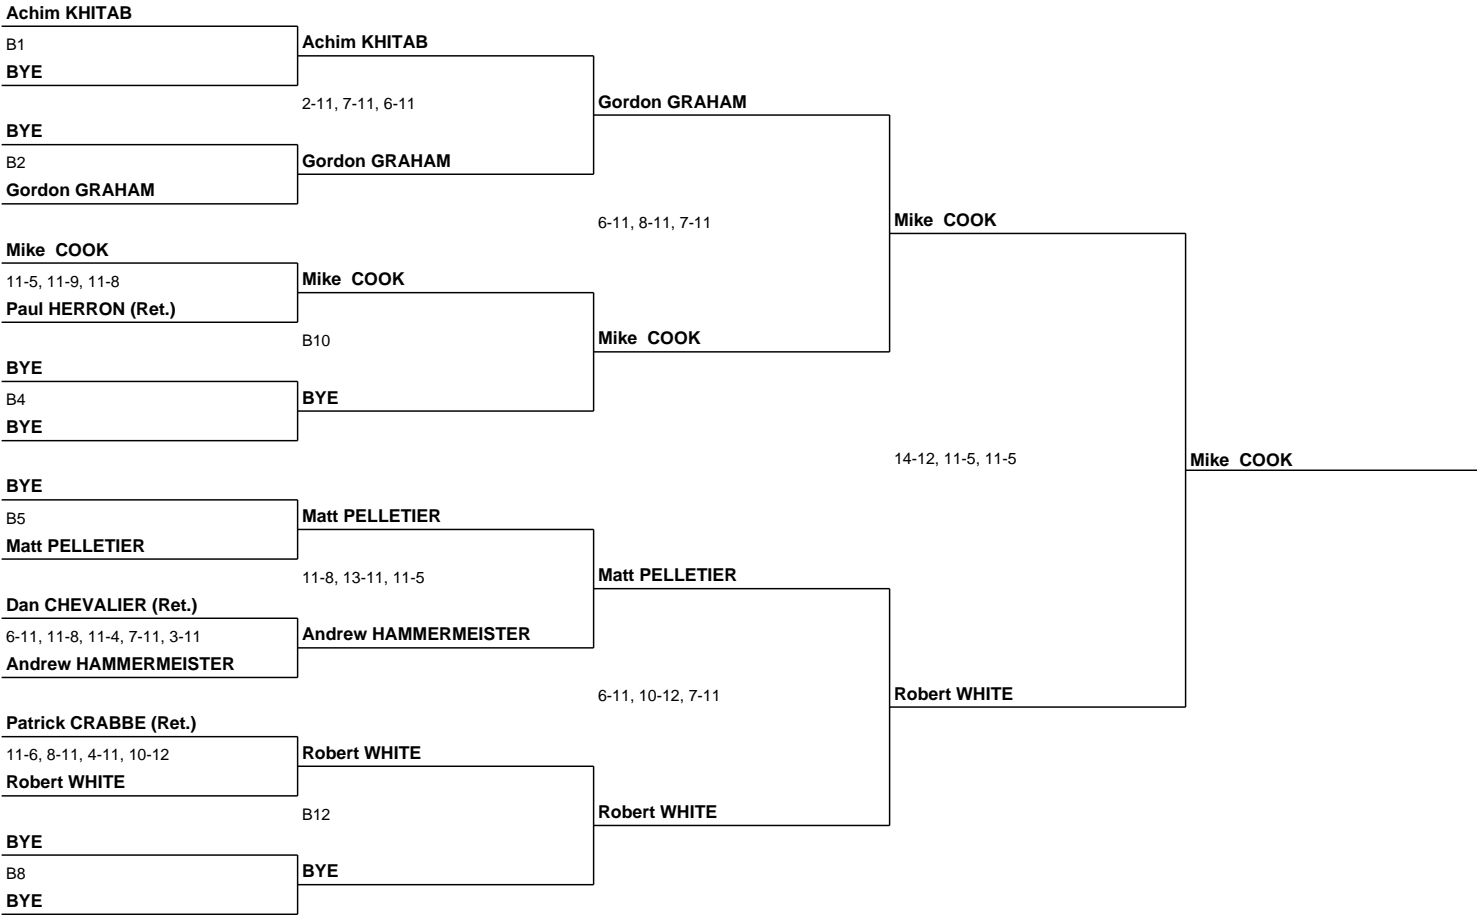 Achim KHITAB
B1
BYE
BYE
B2
Gordon GRAHAM
Mike  COOK
11-5, 11-9, 11-8
Paul HERRON (Ret.)
BYE
B4
BYE
BYE
B5
Matt PELLETIER
Dan CHEVALIER (Ret.)
6-11, 11-8, 11-4, 7-11, 3-11
Andrew HAMMERMEISTER
Patrick CRABBE (Ret.)
11-6, 8-11, 4-11, 10-12
Robert WHITE
BYE
B8
BYE
Achim KHITAB
2-11, 7-11, 6-11
Gordon GRAHAM
Mike  COOK
B10
BYE
Matt PELLETIER
11-8, 13-11, 11-5
Andrew HAMMERMEISTER
Robert WHITE
B12
BYE
Gordon GRAHAM
6-11, 8-11, 7-11
Mike  COOK
Matt PELLETIER
6-11, 10-12, 7-11
Robert WHITE
Mike  COOK
14-12, 11-5, 11-5
Robert WHITE
Mike  COOK